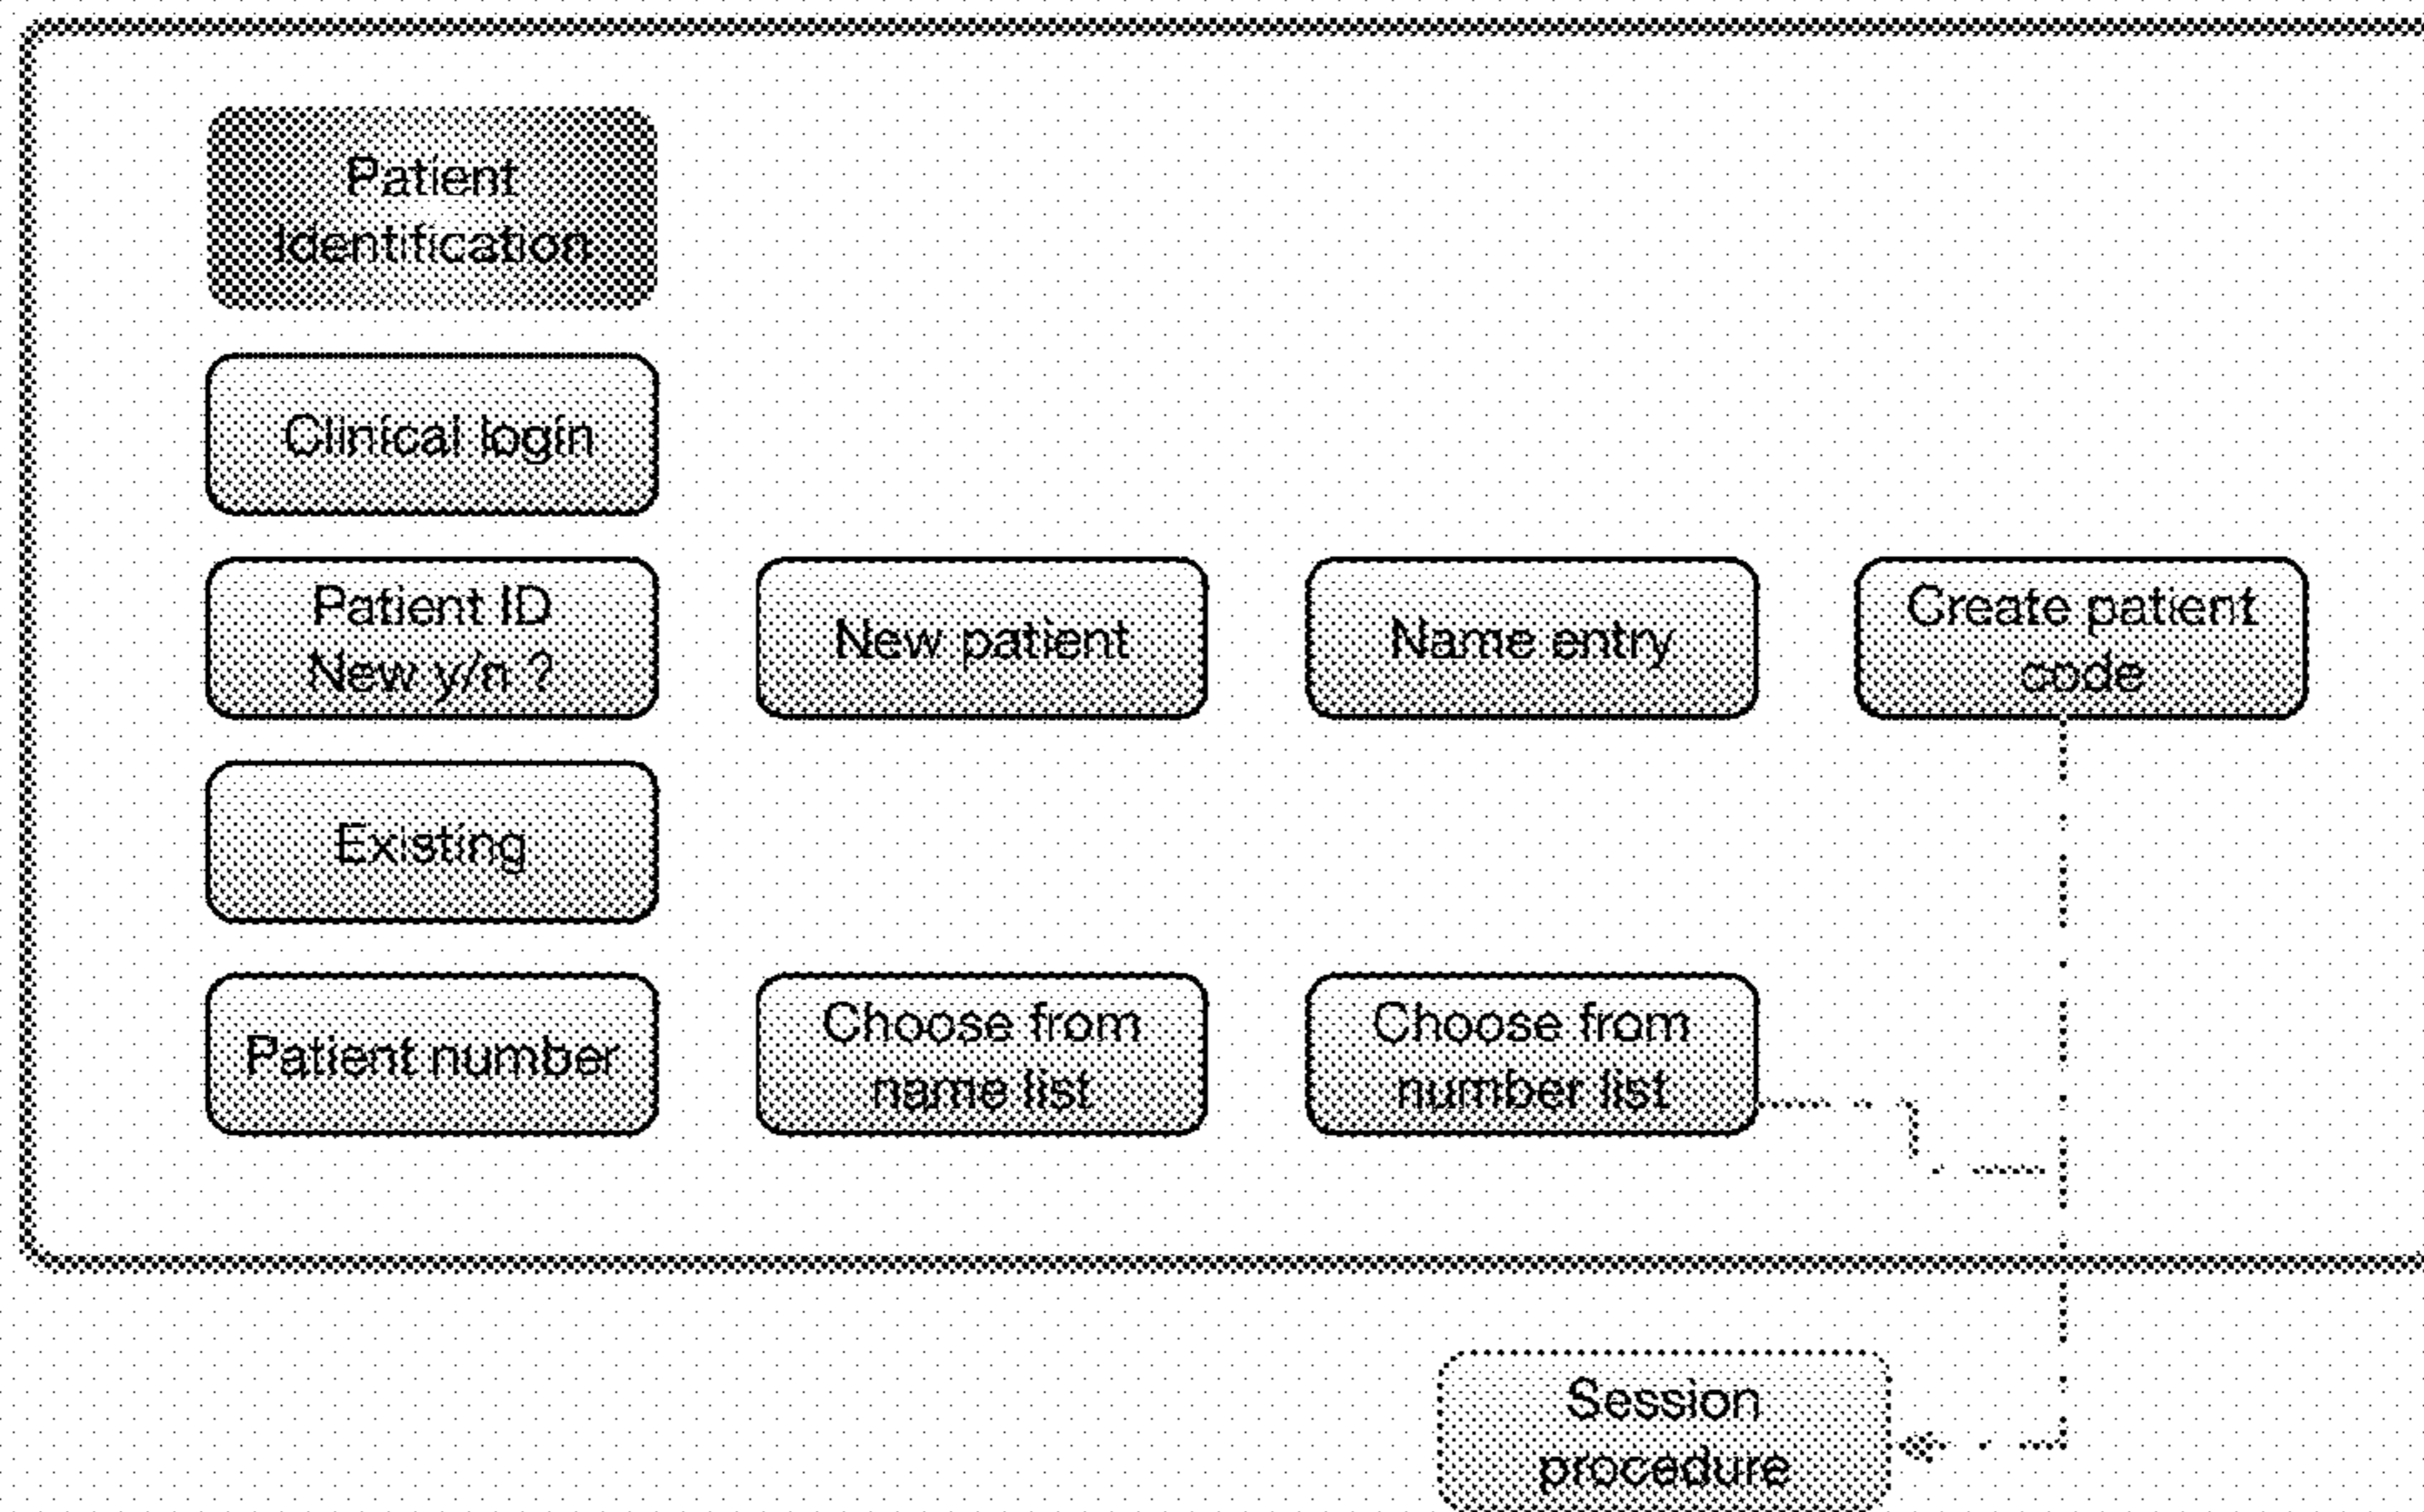 Patient
Identification
Clinical login
Patient ID
New y/n ?
New patient
Name entry
Create patient
code
Existing
Patient number
Choose from
name list
Choose from
number list
Session
procedure